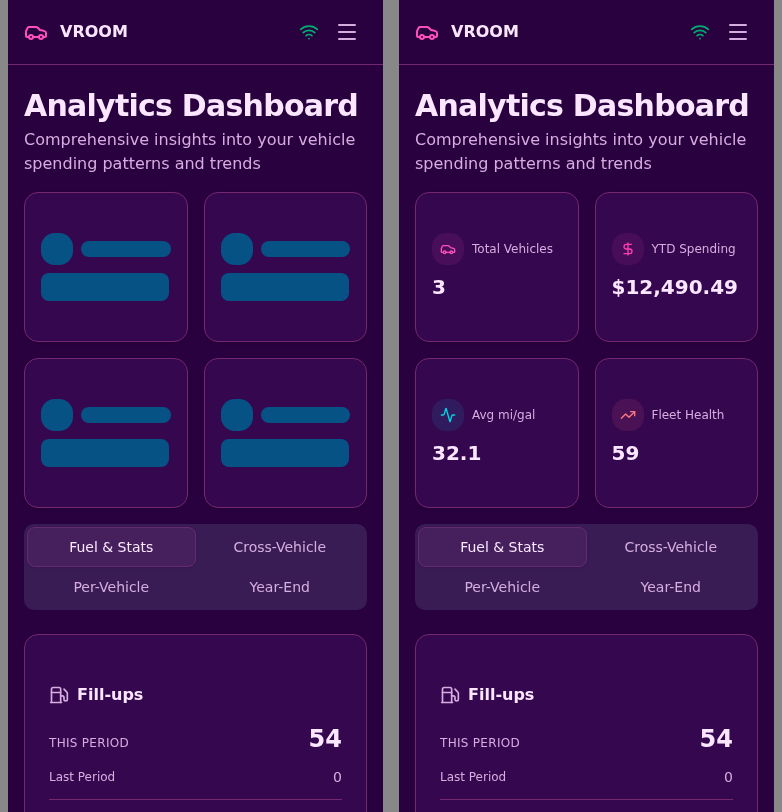 VROOM
Analytics Dashboard
Comprehensive insights into your vehicle
spending patterns and trends
Fuel & Stats
Cross-Vehicle
Per-Vehicle
Year-End
Fill-ups
THIS PERIOD
54
Last Period
0
VROOM
Analytics Dashboard
Comprehensive insights into your vehicle
spending patterns and trends
Total Vehicles
3
YTD Spending
$12,490.49
Avg mi/gal
32.1
Fleet Health
59
Fuel & Stats
Cross-Vehicle
Per-Vehicle
Year-End
Fill-ups
THIS PERIOD
54
Last Period
0